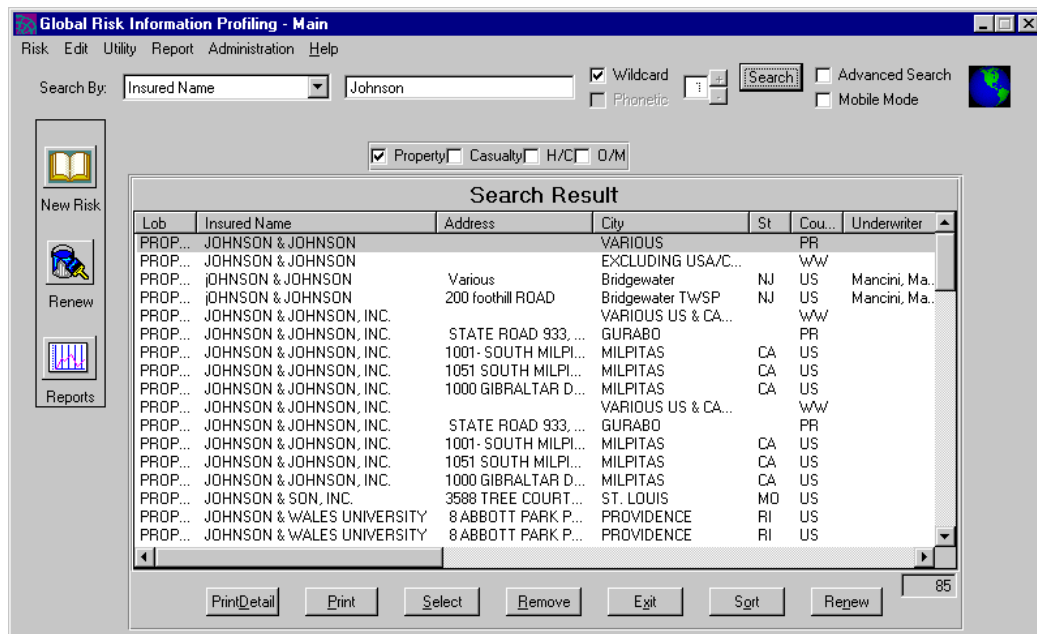 Global Risk Information Profiling - Main
Risk Edit Utility Report Administration Help
Search By: Insured Name Johnson Wildcard Phonetic 1 + - Search Advanced Search Mobile Mode
Property Casualty H/C O/M
New Risk
Renew
Reports
Search Result
Lob Insured Name Address City St Cou... Underwriter
PROP... JOHNSON & JOHNSON VARIOUS PR
PROP... JOHNSON & JOHNSON EXCLUDING USA/C... WW
PROP... jOHNSON & JOHNSON Various Bridgewater NJ US Mancini, Ma..
PROP... jOHNSON & JOHNSON 200 foothill ROAD Bridgewater TWSP NJ US Mancini, Ma..
PROP... JOHNSON & JOHNSON, INC. VARIOUS US & CA... WW
PROP... JOHNSON & JOHNSON, INC. STATE ROAD 933, ... GURABO PR
PROP... JOHNSON & JOHNSON, INC. 1001- SOUTH MILPI... MILPITAS CA US
PROP... JOHNSON & JOHNSON, INC. 1051 SOUTH MILPI... MILPITAS CA US
PROP... JOHNSON & JOHNSON, INC. 1000 GIBRALTAR D... MILPITAS CA US
PROP... JOHNSON & JOHNSON, INC. VARIOUS US & CA... WW
PROP... JOHNSON & JOHNSON, INC. STATE ROAD 933, ... GURABO PR
PROP... JOHNSON & JOHNSON, INC. 1001- SOUTH MILPI... MILPITAS CA US
PROP... JOHNSON & JOHNSON, INC. 1051 SOUTH MILPI... MILPITAS CA US
PROP... JOHNSON & JOHNSON, INC. 1000 GIBRALTAR D... MILPITAS CA US
PROP... JOHNSON & SON, INC. 3588 TREE COURT... ST. LOUIS MO US
PROP... JOHNSON & WALES UNIVERSITY 8 ABBOTT PARK P... PROVIDENCE RI US
PROP... JOHNSON & WALES UNIVERSITY 8 ABBOTT PARK P... PROVIDENCE RI US
85
PrintDetail Print Select Remove Exit Sort Renew